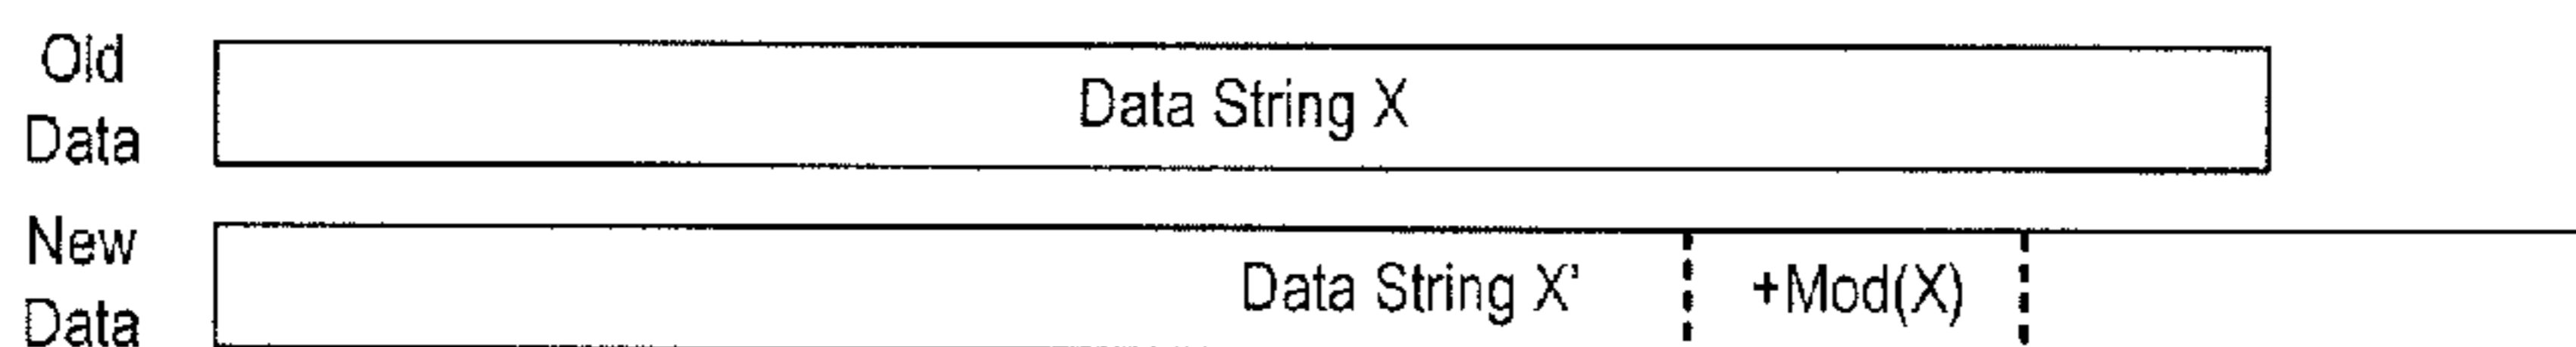 Old
Data
Data String X
New
Data
Data String X' +Mod(X)